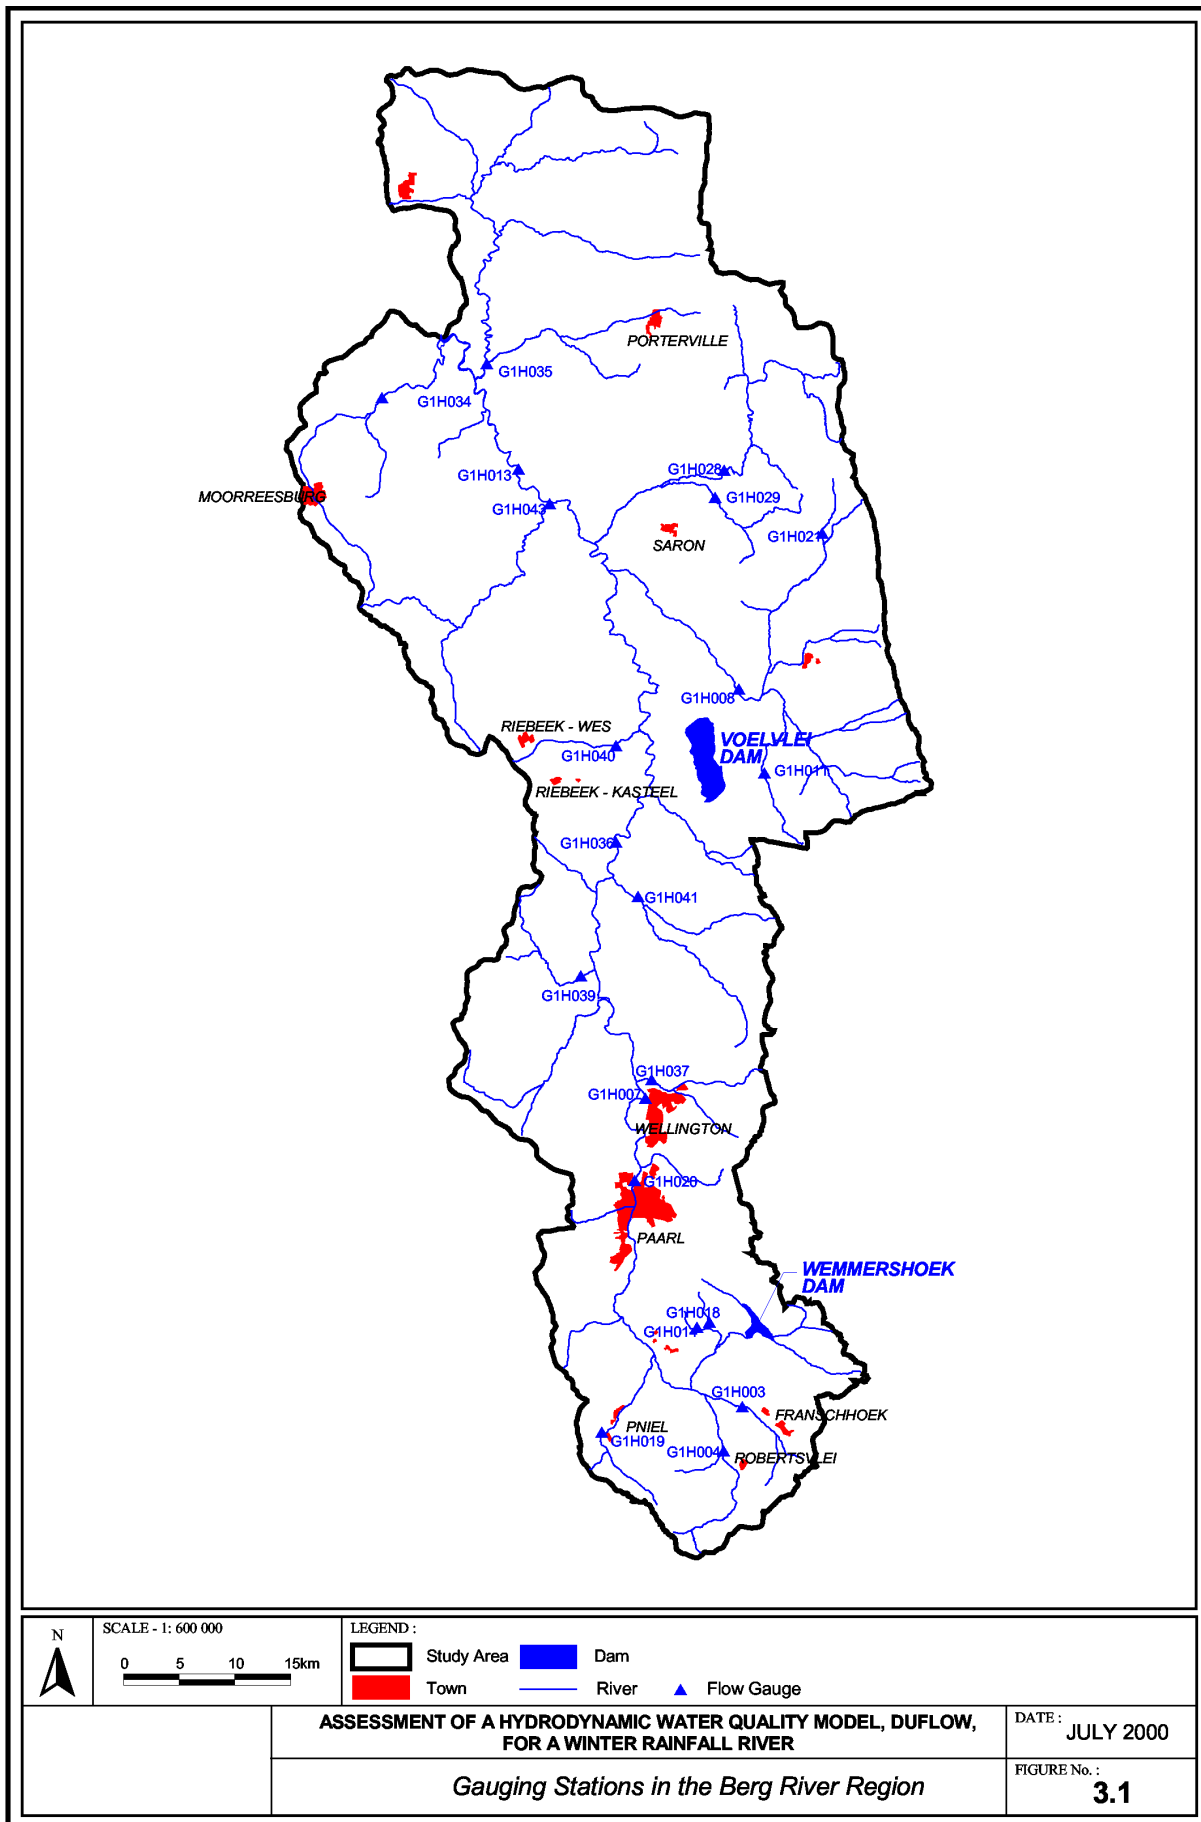 PORTERVILLE
G1H035
G1H034
G1H013
G1H028
MOORREESBURG
G1H029
G1H043
G1H021
SARON
G1H008
RIEBEEK - WES
VOELVLEI
DAM
G1H040
G1H011
RIEBEEK - KASTEEL
G1H036
G1H041
G1H039
G1H037
G1H007
WELLINGTON
G1H020
PAARL
WEMMERSHOEK
DAM
G1H018
G1H014
G1H003
FRANSCHHOEK
PNIEL
G1H019
G1H004
ROBERTSVLEI
N
SCALE - 1: 600 000
0 5 10 15km
LEGEND :
Study Area Dam
Town River Flow Gauge
ASSESSMENT OF A HYDRODYNAMIC WATER QUALITY MODEL, DUFLOW,
FOR A WINTER RAINFALL RIVER
DATE :
JULY 2000
Gauging Stations in the Berg River Region
FIGURE No. :
3.1